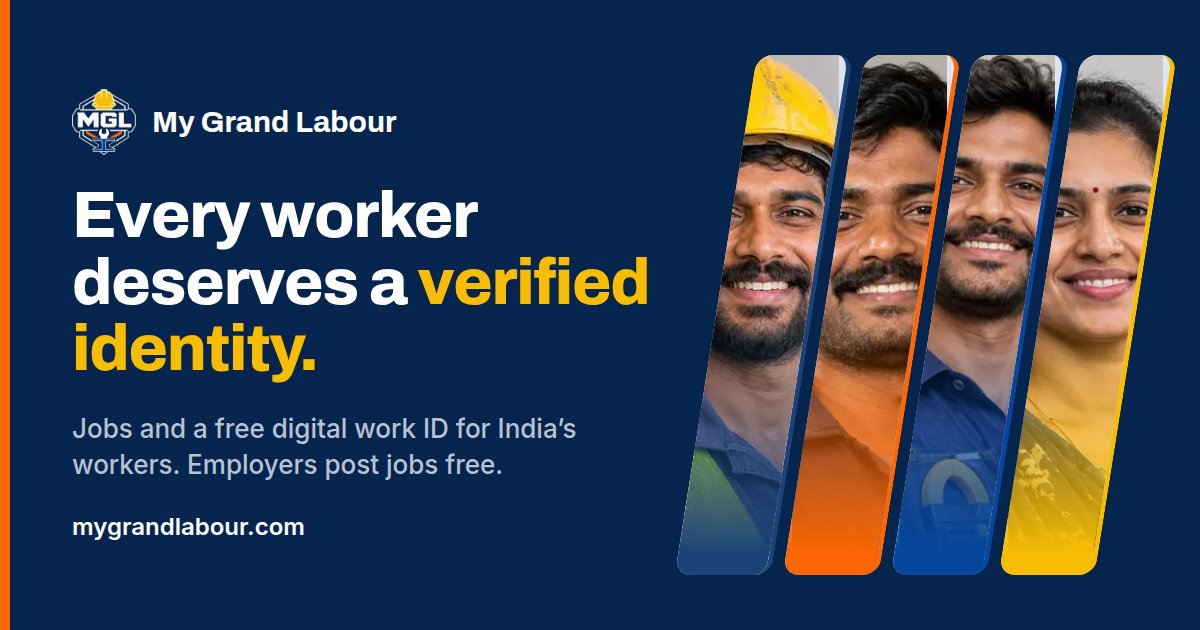 MGL
My Grand Labour
Every worker
deserves a verified
identity.
Jobs and a free digital work ID for India’s
workers. Employers post jobs free.
mygrandlabour.com